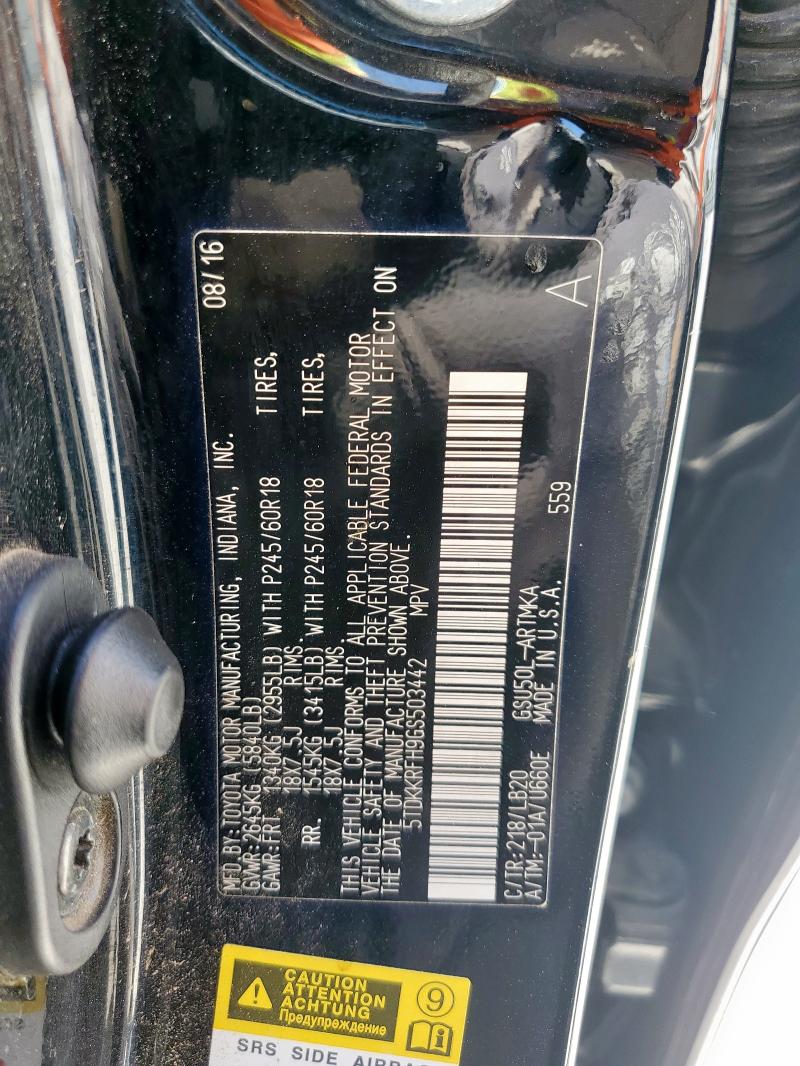 MFD.BY:TOYOTA MOTOR MANUFACTURING, INDIANA, INC. 08/16
GVWR:2645KG (5840LB)
GAWR:FRT. 1340KG (2955LB) WITH P245/60R18 TIRES,
18X7.5J RIMS.
RR. 1545KG (3415LB) WITH P245/60R18 TIRES,
18X7.5J RIMS.
THIS VEHICLE CONFORMS TO ALL APPLICABLE FEDERAL MOTOR
VEHICLE SAFETY AND THEFT PREVENTION STANDARDS IN EFFECT ON
THE DATE OF MANUFACTURE SHOWN ABOVE.
5TDKKRFH9GS503442 MPV
C/TR:218/LB20 GSU50L-ARTMKA
A/TM:-01A/U660E MADE IN U.S.A. 559
A
CAUTION
ATTENTION
ACHTUNG
Предупреждение
9
SRS SIDE